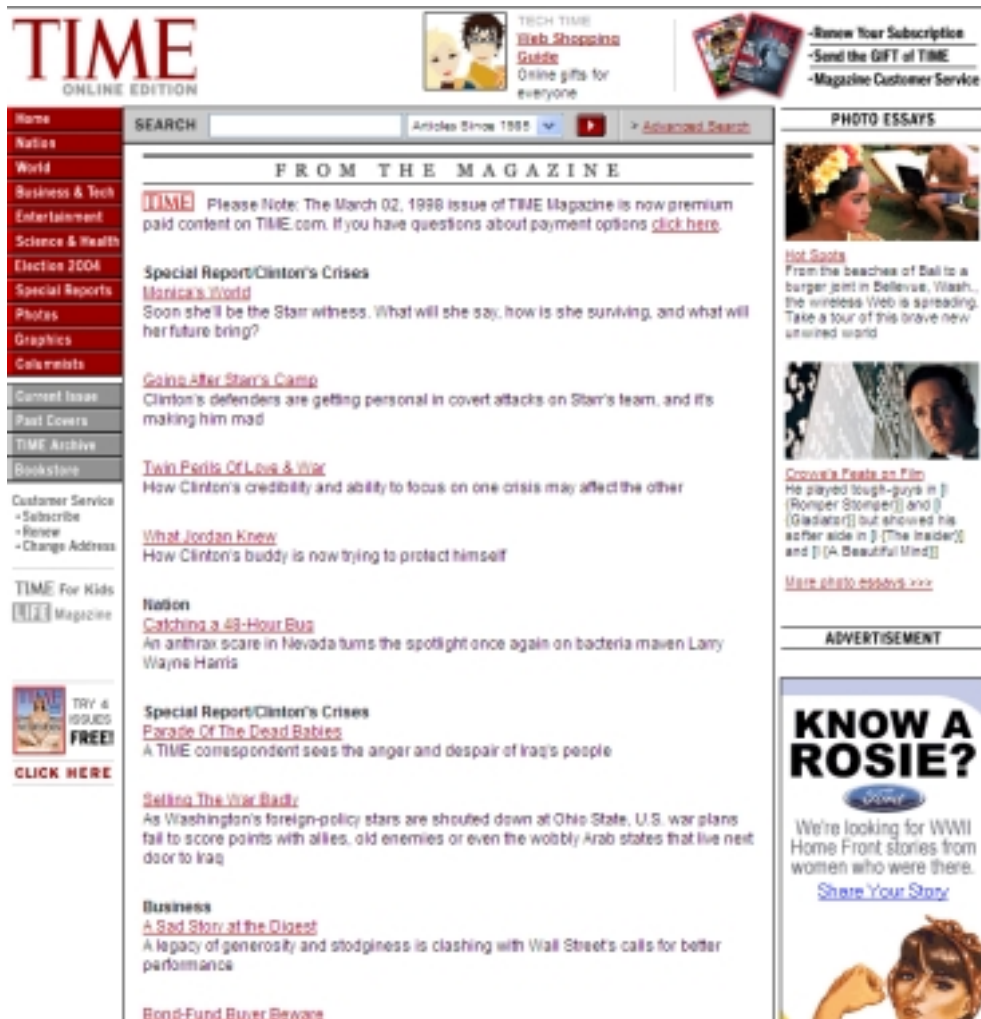 TIME
ONLINE EDITION
TECH TIME
Web Shopping
Guide
Online gifts for
everyone
-Renew Your Subscription
-Send the GIFT of TIME
-Magazine Customer Service
Home
Nation
World
Business & Tech
Entertainment
Science & Health
Election 2004
Special Reports
Photos
Graphics
Columnists
Current Issue
Past Covers
TIME Archive
Bookstore
Customer Service
-Subscribe
-Renew
-Change Address
TIME For Kids
LIFE Magazine
TRY 4
ISSUES
FREE!
CLICK HERE
SEARCH
Articles Since 1985
> Advanced Search
FROM THE MAGAZINE
TIME Please Note: The March 02, 1998 issue of TIME Magazine is now premium
paid content on TIME.com. If you have questions about payment options click here.
Special Report/Clinton's Crises
Monica's World
Soon she'll be the Starr witness. What will she say, how is she surviving, and what will
her future bring?
Going After Starr's Camp
Clinton's defenders are getting personal in covert attacks on Starr's team, and it's
making him mad
Twin Perils Of Love & War
How Clinton's credibility and ability to focus on one crisis may affect the other
What Jordan Knew
How Clinton's buddy is now trying to protect himself
Nation
Catching a 48-Hour Bug
An anthrax scare in Nevada turns the spotlight once again on bacteria maven Larry
Wayne Harris
Special Report/Clinton's Crises
Parade Of The Dead Babies
A TIME correspondent sees the anger and despair of Iraq's people
Selling The War Badly
As Washington's foreign-policy stars are shouted down at Ohio State, U.S. war plans
fail to score points with allies, old enemies or even the wobbly Arab states that live next
door to Iraq
Business
A Sad Story at the Digest
A legacy of generosity and stodginess is clashing with Wall Street's calls for better
performance
Bond-Fund Buyer Beware
PHOTO ESSAYS
Hot Spots
From the beaches of Bali to a
burger joint in Bellevue, Wash.,
the wireless Web is spreading.
Take a tour of this brave new
unwired world
Crowe's Feats on Film
He played tough-guys in [I
{Romper Stomper}] and [I
{Gladiator}] but showed his
softer side in [I {The Insider}]
and [I {A Beautiful Mind}]
More photo essays >>>
ADVERTISEMENT
KNOW A
ROSIE?
Ford
We're looking for WWII
Home Front stories from
women who were there.
Share Your Story